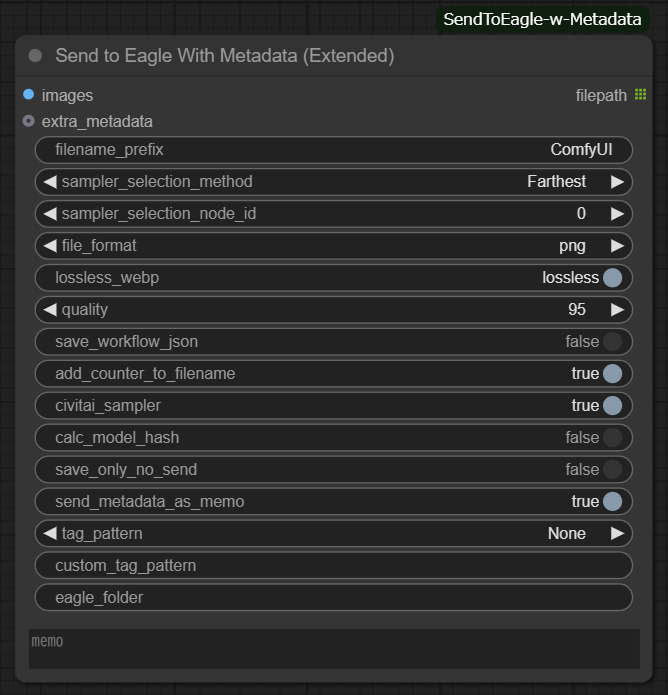 SendToEagle-w-Metadata
Send to Eagle With Metadata (Extended)
images filepath
extra_metadata
filename_prefix ComfyUI
sampler_selection_method Farthest
sampler_selection_node_id 0
file_format png
lossless_webp lossless
quality 95
save_workflow_json false
add_counter_to_filename true
civitai_sampler true
calc_model_hash false
save_only_no_send false
send_metadata_as_memo true
tag_pattern None
custom_tag_pattern
eagle_folder
memo